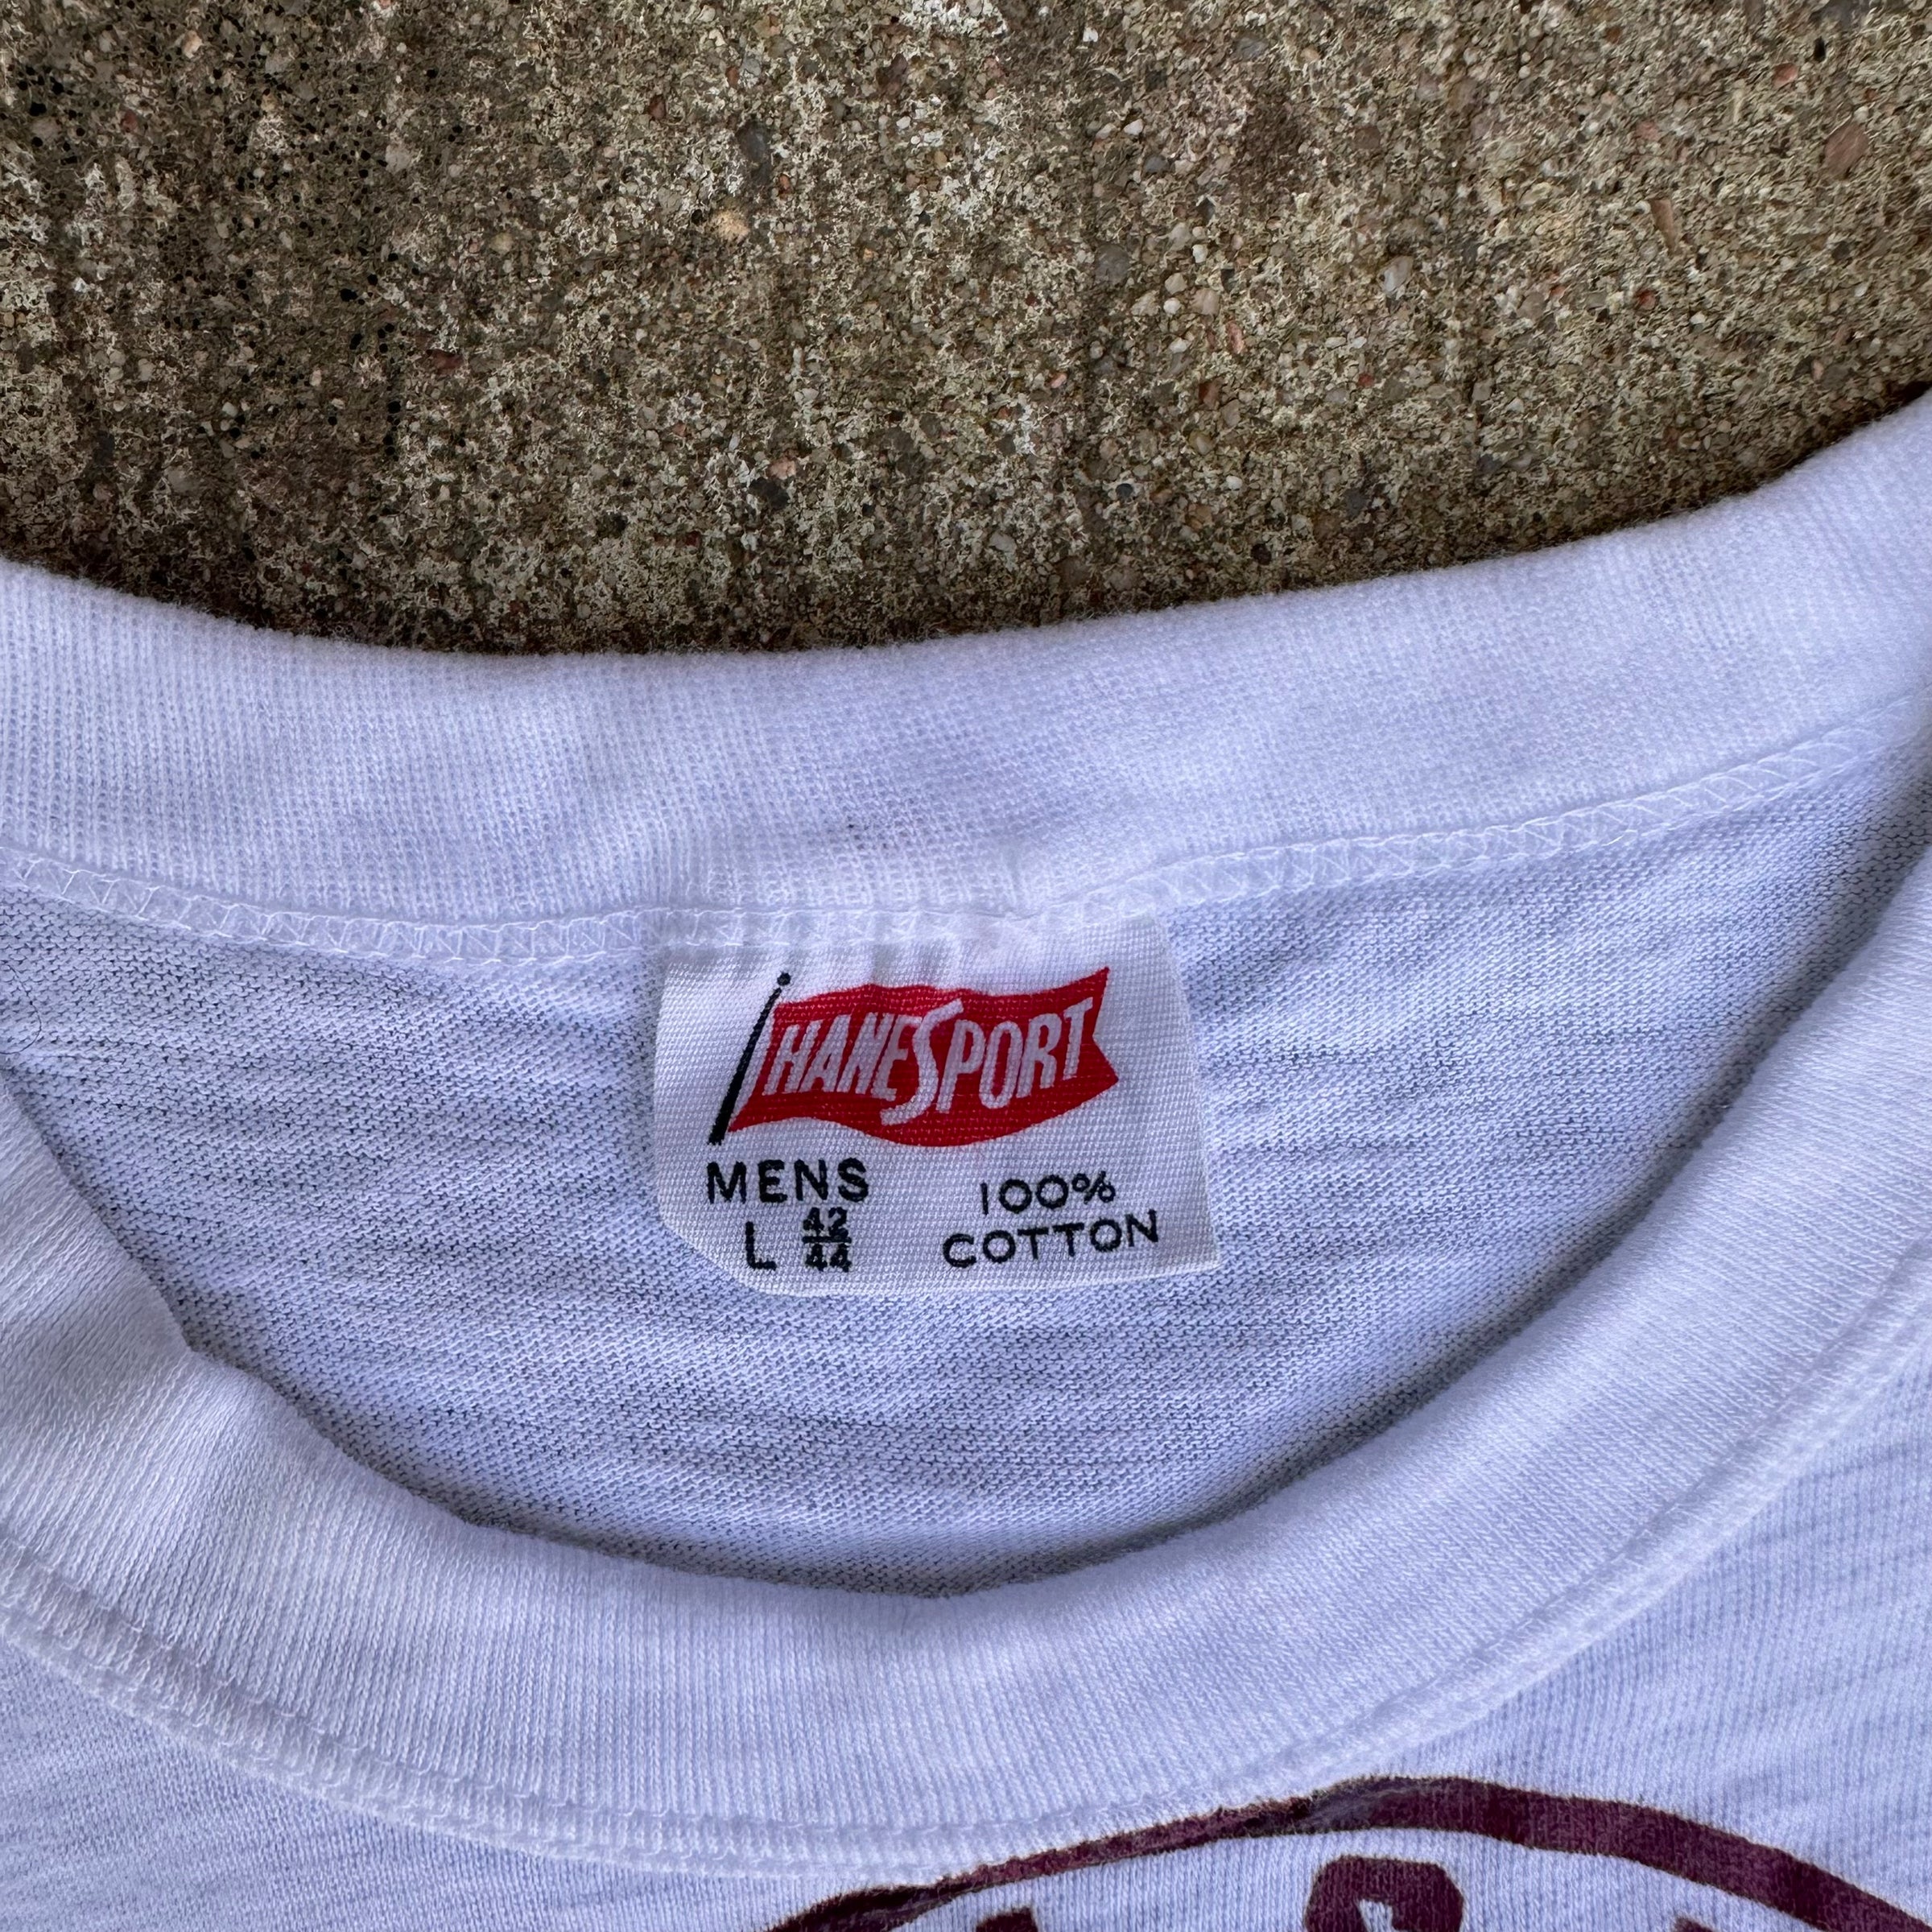 HANESPORT
MENS
L 42/44
100%
COTTON